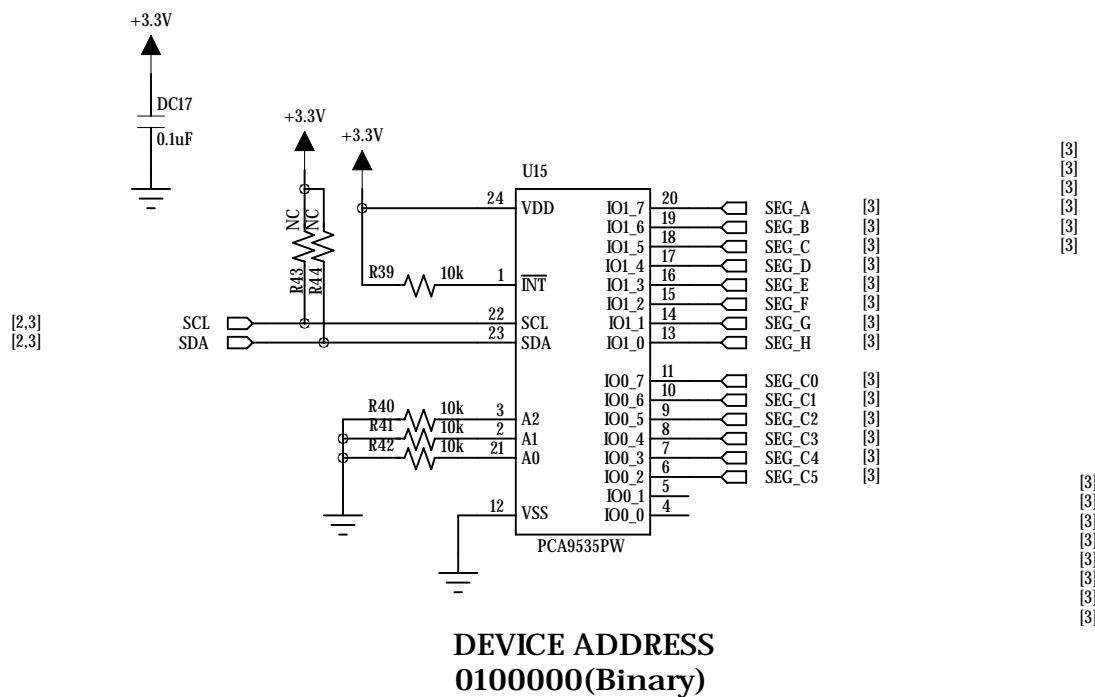 +3.3V
DC17
0.1uF
+3.3V
+3.3V
NC
NC
R43
R44
R39 10k
[2,3] SCL
[2,3] SDA
R40 10k
R41 10k
R42 10k
U15
24 VDD
1 INT
22 SCL
23 SDA
3 A2
2 A1
21 A0
12 VSS
IO1_7 20 SEG_A [3]
IO1_6 19 SEG_B [3]
IO1_5 18 SEG_C [3]
IO1_4 17 SEG_D [3]
IO1_3 16 SEG_E [3]
IO1_2 15 SEG_F [3]
IO1_1 14 SEG_G [3]
IO1_0 13 SEG_H [3]
IO0_7 11 SEG_C0 [3]
IO0_6 10 SEG_C1 [3]
IO0_5 9 SEG_C2 [3]
IO0_4 8 SEG_C3 [3]
IO0_3 7 SEG_C4 [3]
IO0_2 6 SEG_C5 [3]
IO0_1 5
IO0_0 4
PCA9535PW
[3]
[3]
[3]
[3]
[3]
[3]
[3]
[3]
[3]
[3]
[3]
[3]
[3]
[3]
DEVICE ADDRESS
0100000(Binary)